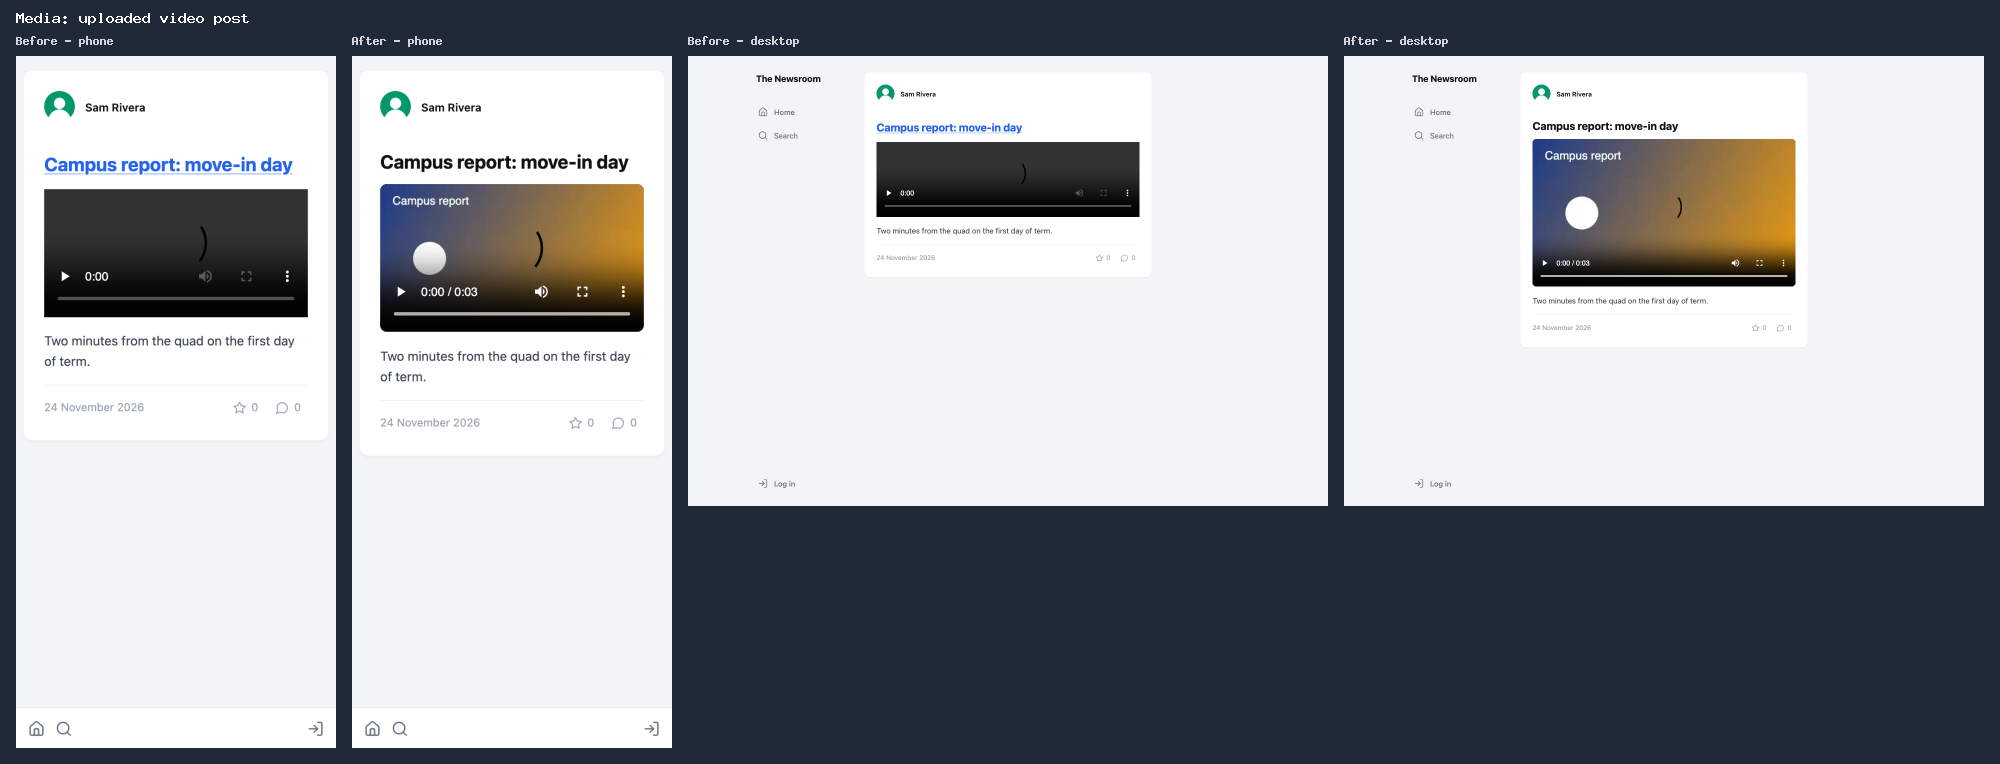 Media: uploaded video post
Before - phone
Sam Rivera
Campus report: move-in day
0:00
Two minutes from the quad on the first day
of term.
24 November 2026
0
0
After - phone
Sam Rivera
Campus report: move-in day
Campus report
0:00 / 0:03
Two minutes from the quad on the first day
of term.
24 November 2026
0
0
Before - desktop
The Newsroom
Home
Search
Log in
Sam Rivera
Campus report: move-in day
0:00
Two minutes from the quad on the first day of term.
24 November 2026
0
0
After - desktop
The Newsroom
Home
Search
Log in
Sam Rivera
Campus report: move-in day
Campus report
0:00 / 0:03
Two minutes from the quad on the first day of term.
24 November 2026
0
0